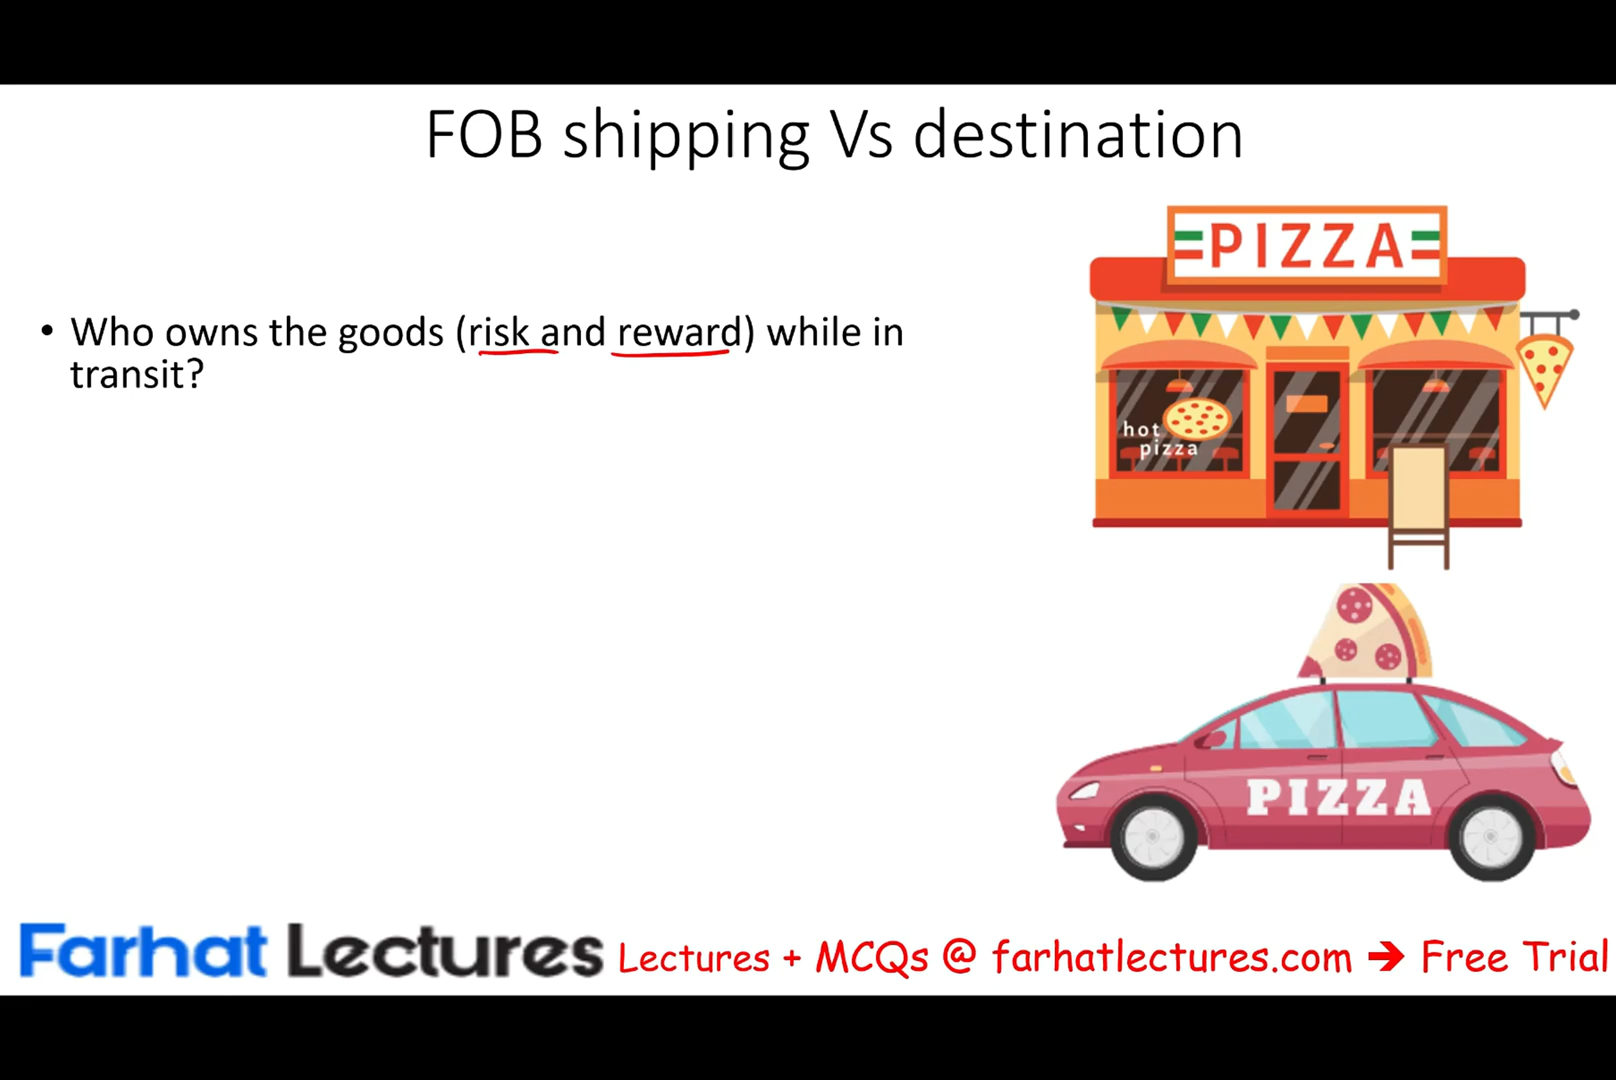 FOB shipping Vs destination
PIZZA
• Who owns the goods (risk and reward) while in
transit?
hot
pizza
PIZZA
Farhat Lectures Lectures + MCQs @ farhatlectures.com → Free Trial